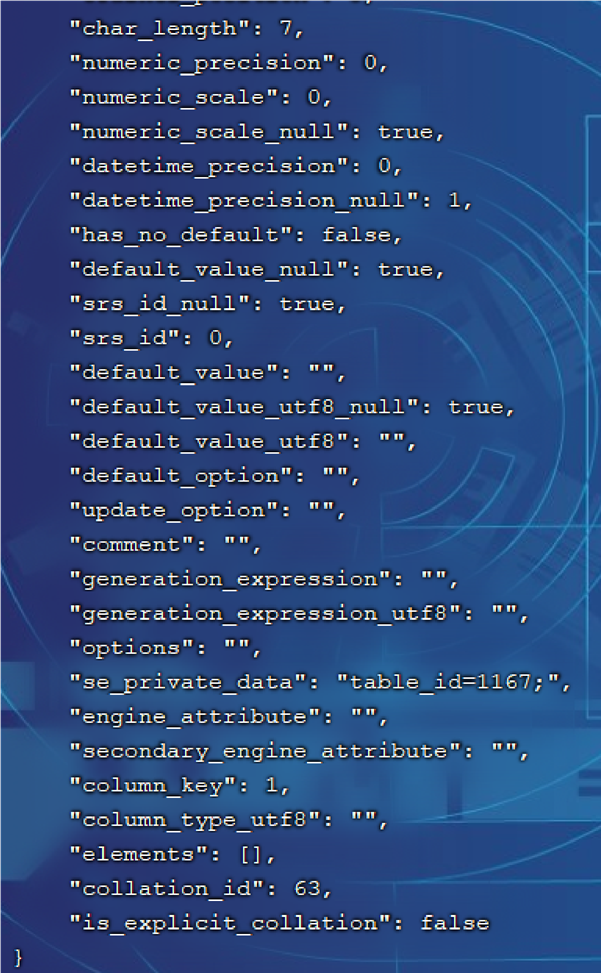 "char_length": 7,
"numeric_precision": 0,
"numeric_scale": 0,
"numeric_scale_null": true,
"datetime_precision": 0,
"datetime_precision_null": 1,
"has_no_default": false,
"default_value_null": true,
"srs_id_null": true,
"srs_id": 0,
"default_value": "",
"default_value_utf8_null": true,
"default_value_utf8": "",
"default_option": "",
"update_option": "",
"comment": "",
"generation_expression": "",
"generation_expression_utf8": "",
"options": "",
"se_private_data": "table_id=1167;",
"engine_attribute": "",
"secondary_engine_attribute": "",
"column_key": 1,
"column_type_utf8": "",
"elements": [],
"collation_id": 63,
"is_explicit_collation": false
}